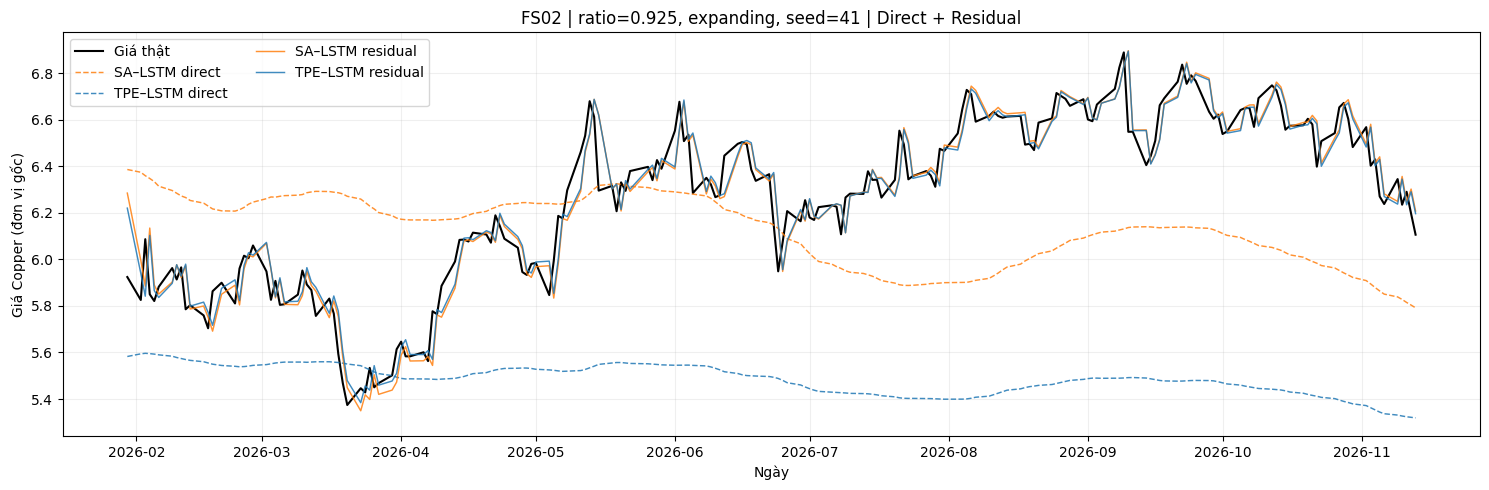 FS02 | ratio=0.925, expanding, seed=41 | Direct + Residual
Giá thật
SA–LSTM direct
TPE–LSTM direct
SA–LSTM residual
TPE–LSTM residual
Giá Copper (đơn vị gốc)
6.8
6.6
6.4
6.2
6.0
5.8
5.6
5.4
2026-02 2026-03 2026-04 2026-05 2026-06 2026-07 2026-08 2026-09 2026-10 2026-11
Ngày